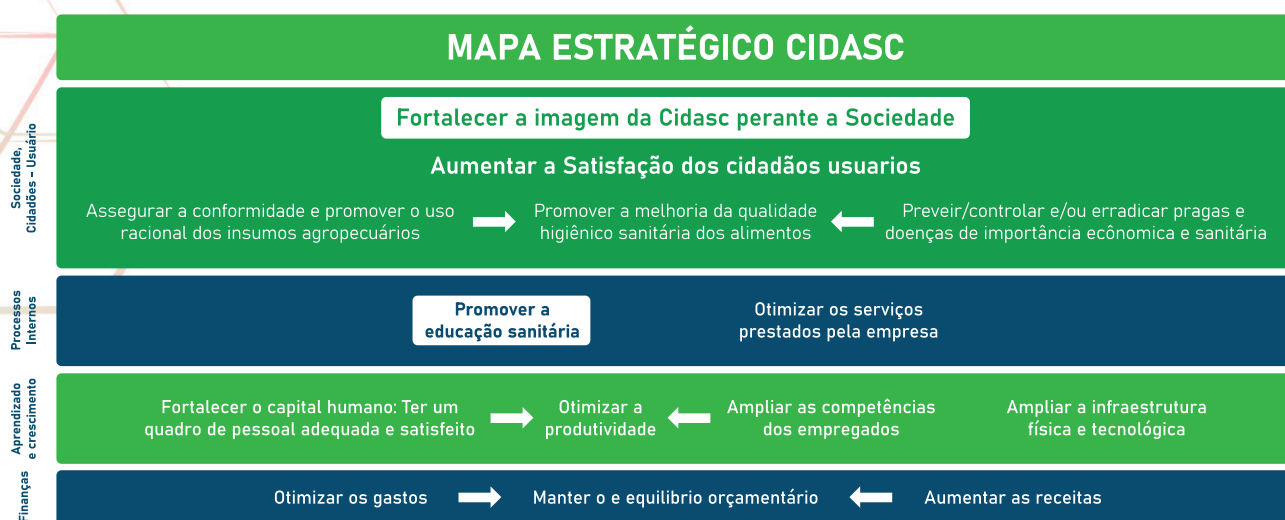 MAPA ESTRATÉGICO CIDASC
Sociedade,
Cidadões - Usuário
Fortalecer a imagem da Cidasc perante a Sociedade
Aumentar a Satisfação dos cidadãos usuarios
Assegurar a conformidade e promover o uso
racional dos insumos agropecuários
Promover a melhoria da qualidade
higiênico sanitária dos alimentos
Preveir/controlar e/ou erradicar pragas e
doenças de importância ecônomica e sanitária
Processos
Internos
Promover a
educação sanitária
Otimizar os serviços
prestados pela empresa
Aprendizado
e crescimento
Fortalecer o capital humano: Ter um
quadro de pessoal adequada e satisfeito
Otimizar a
produtividade
Ampliar as competências
dos empregados
Ampliar a infraestrutura
física e tecnológica
Finanças
Otimizar os gastos
Manter o e equilibrio orçamentário
Aumentar as receitas